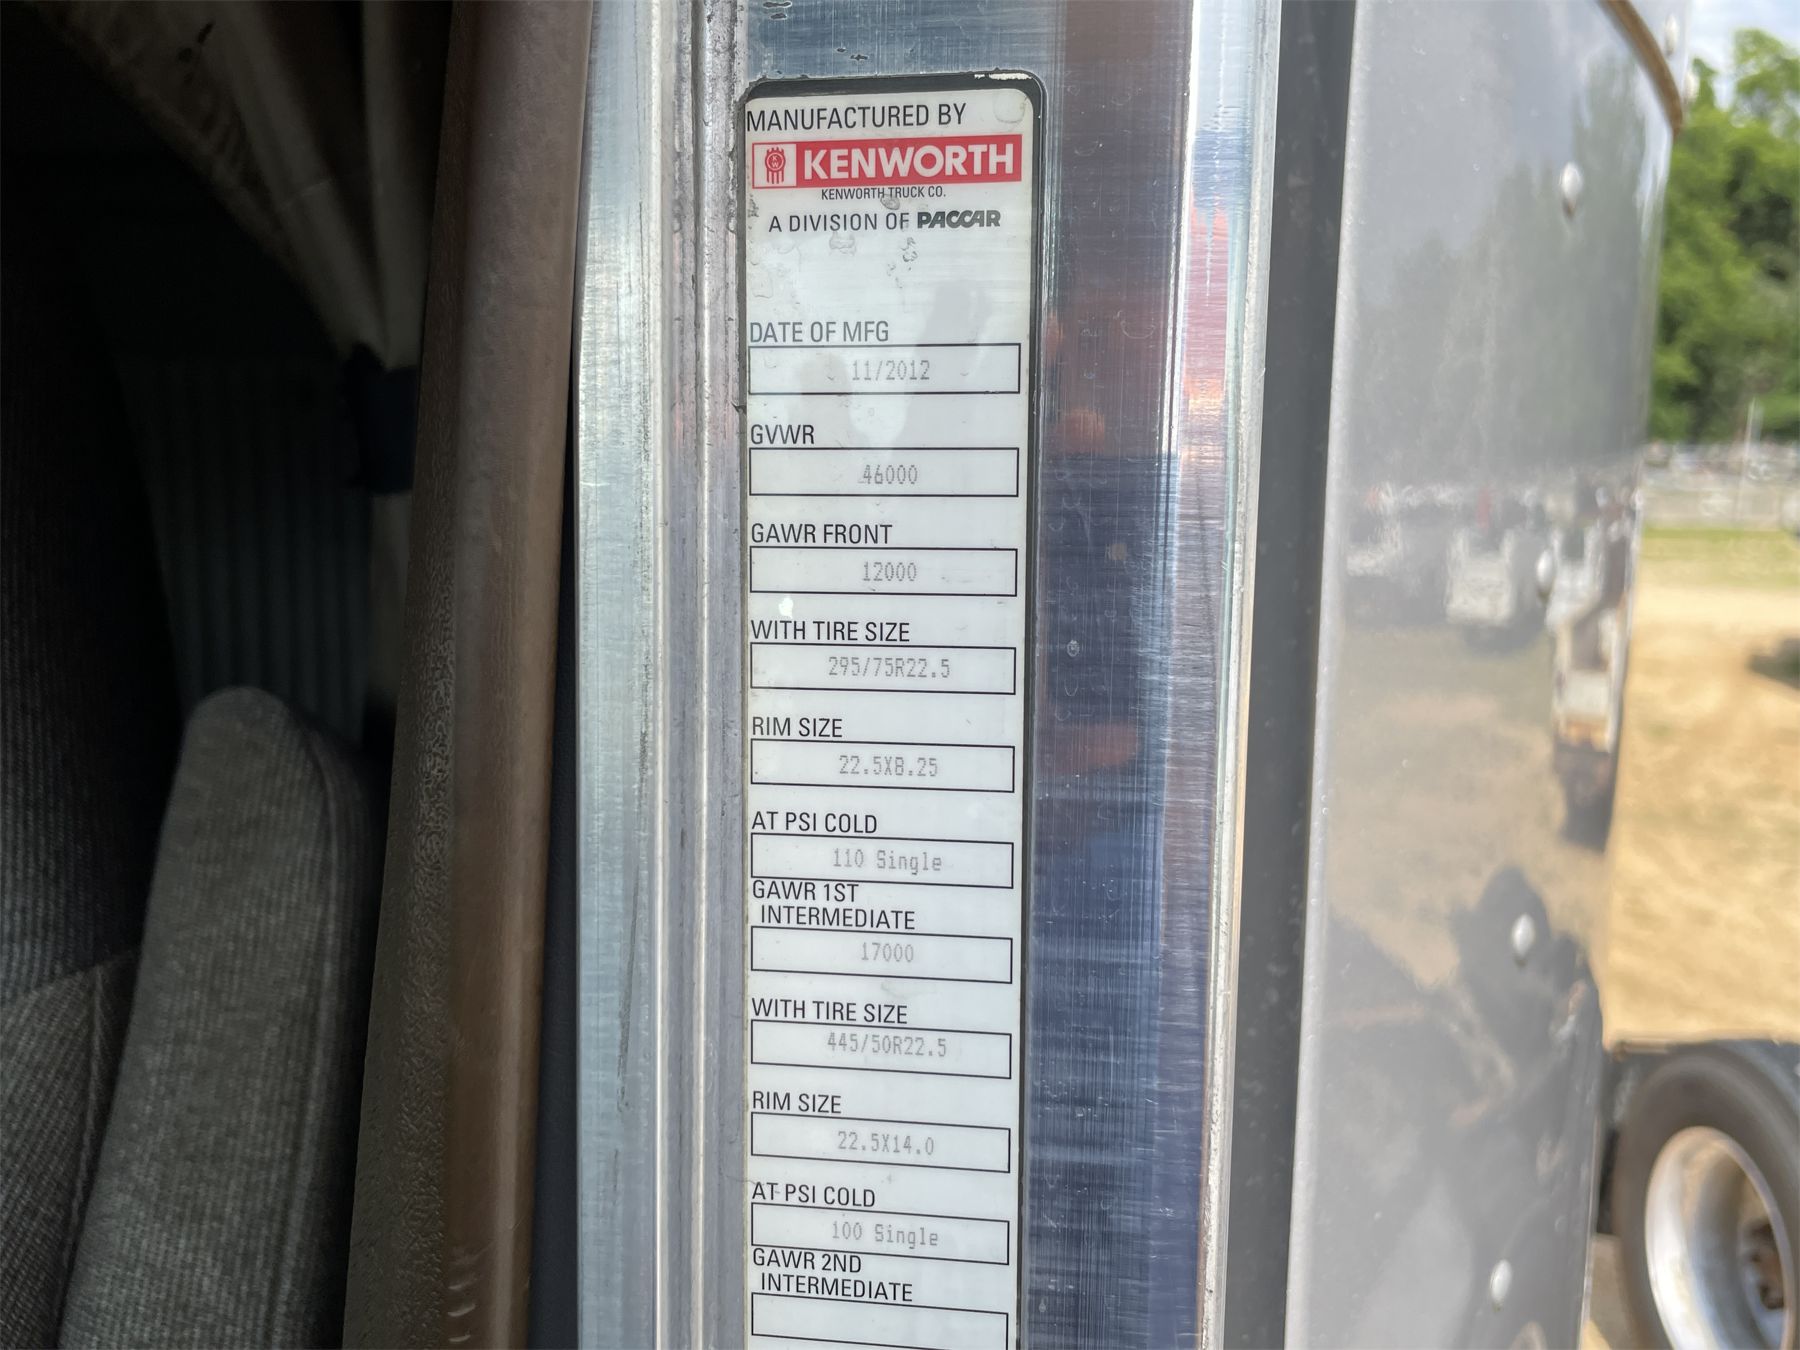 MANUFACTURED BY
KW KENWORTH
KENWORTH TRUCK CO.
A DIVISION OF PACCAR
DATE OF MFG
11/2012
GVWR
46000
GAWR FRONT
12000
WITH TIRE SIZE
295/75R22.5
RIM SIZE
22.5X8.25
AT PSI COLD
110 Single
GAWR 1ST
INTERMEDIATE
17000
WITH TIRE SIZE
445/50R22.5
RIM SIZE
22.5X14.0
AT PSI COLD
100 Single
GAWR 2ND
INTERMEDIATE